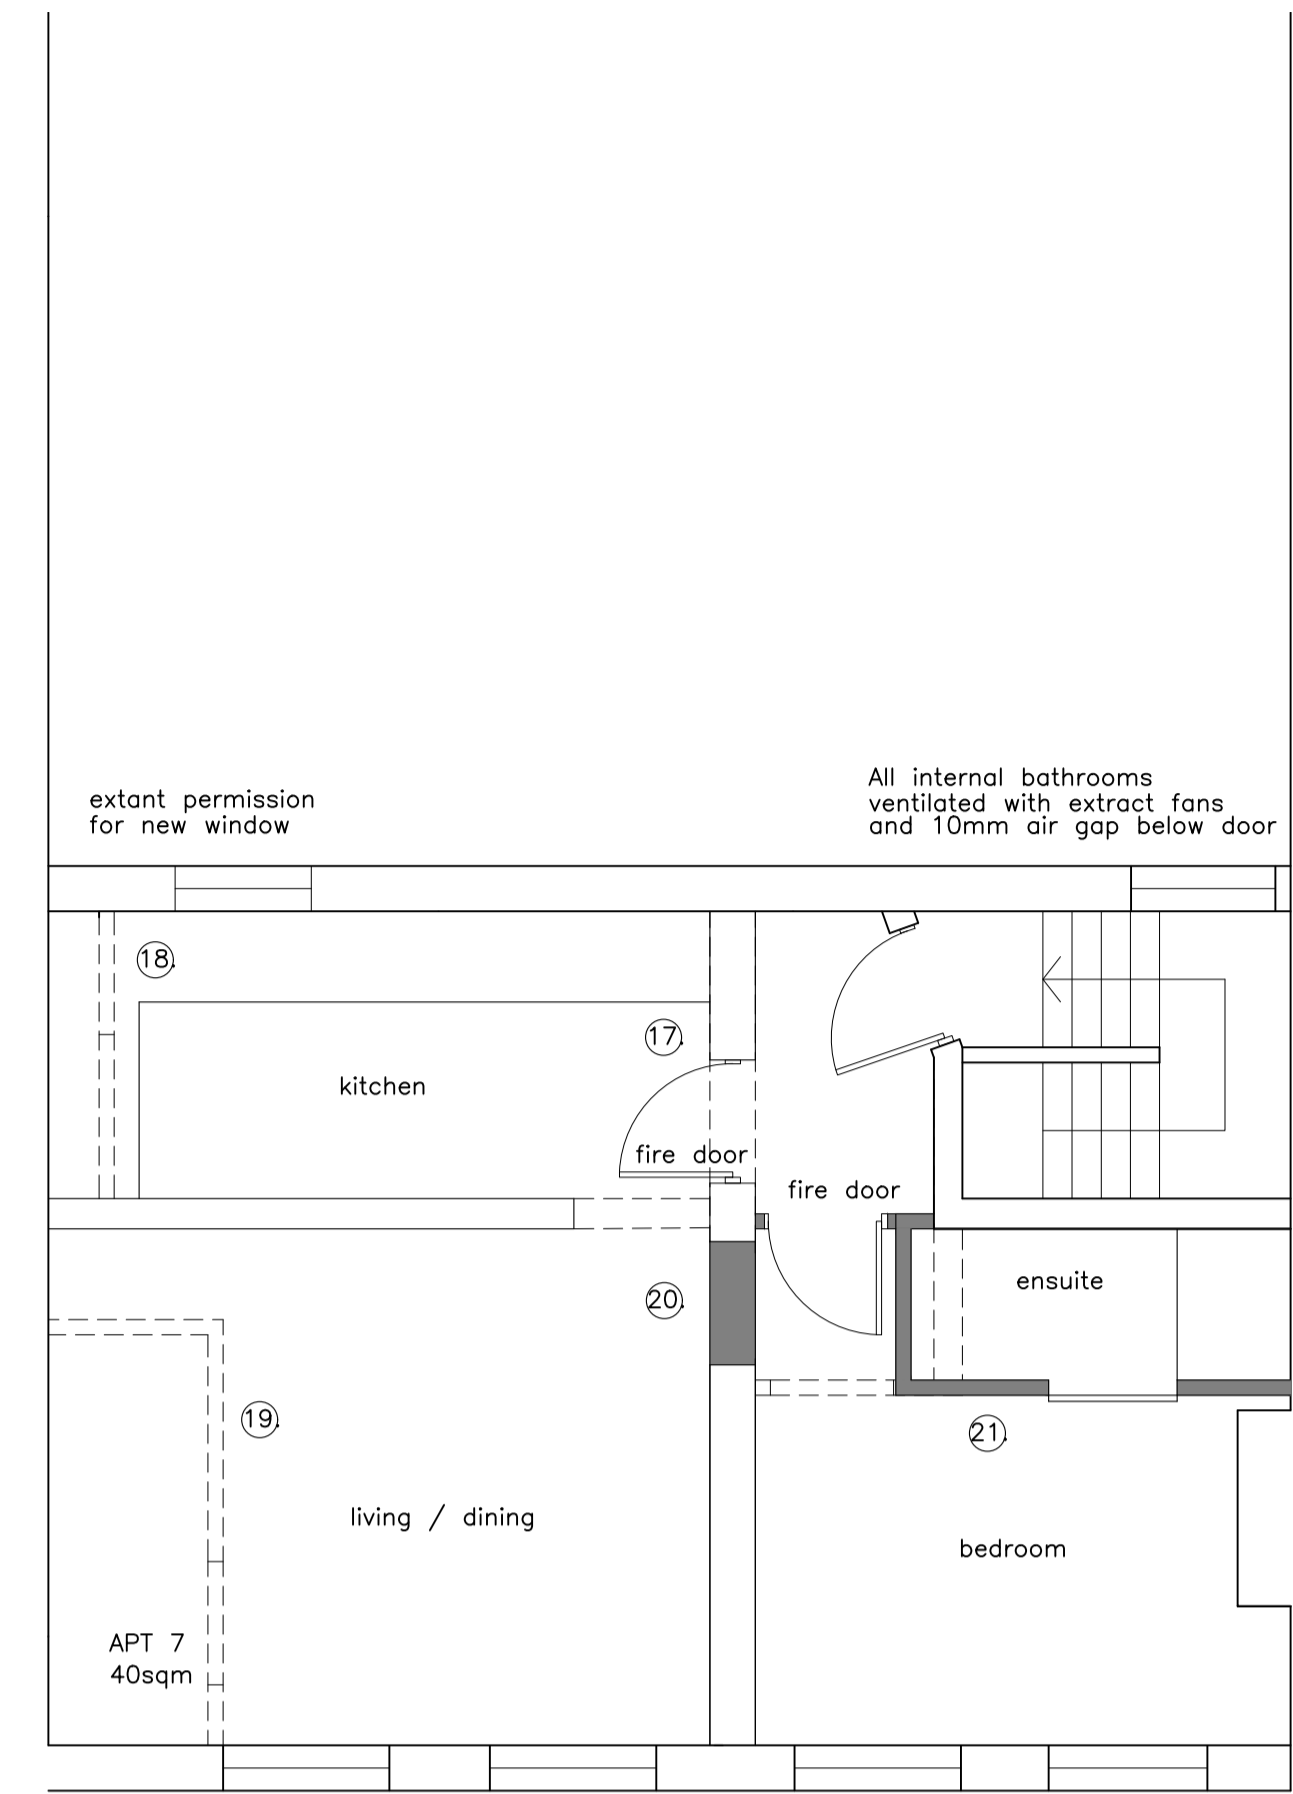 extant permission
for new window
All internal bathrooms
ventilated with extract fans
and 10mm air gap below door
18.
17.
kitchen
fire door
fire door
20.
ensuite
19.
21.
living / dining
bedroom
APT 7
40sqm